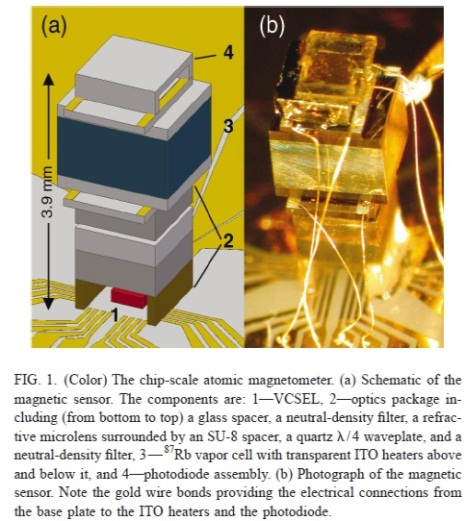 (a)
(b)
4
3
3.9 mm
2
1
FIG. 1. (Color) The chip-scale atomic magnetometer. (a) Schematic of the
magnetic sensor. The components are: 1—VCSEL, 2—optics package in-
cluding (from bottom to top) a glass spacer, a neutral-density filter, a refrac-
tive microlens surrounded by an SU-8 spacer, a quartz λ/4 waveplate, and a
neutral-density filter, 3—⁸⁷Rb vapor cell with transparent ITO heaters above
and below it, and 4—photodiode assembly. (b) Photograph of the magnetic
sensor. Note the gold wire bonds providing the electrical connections from
the base plate to the ITO heaters and the photodiode.